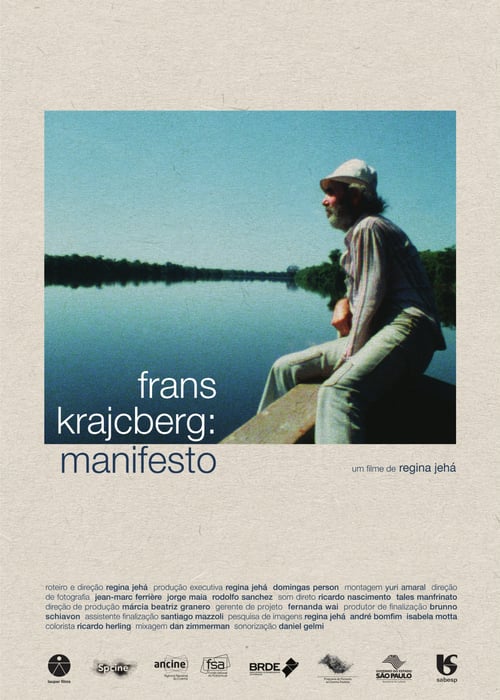 frans
krajcberg:
manifesto
um filme de regina jehá
roteiro e direção regina jehá produção executiva regina jehá domingas person montagem yuri amaral direção
de fotografia jean-marc ferrière jorge maia rodolfo sanchez som direto ricardo nascimento tales manfrinato
direção de produção márcia beatriz granero gerente de projeto fernanda wai produtor de finalização brunno
schiavon assistente finalização santiago mazzoli pesquisa de imagens regina jehá andré bomfim isabela motta
colorista ricardo herling mixagem dan zimmerman sonorização daniel gelmi
lauper films
Spcine
ancine
fsa
BRDE
SÃO PAULO
sabesp